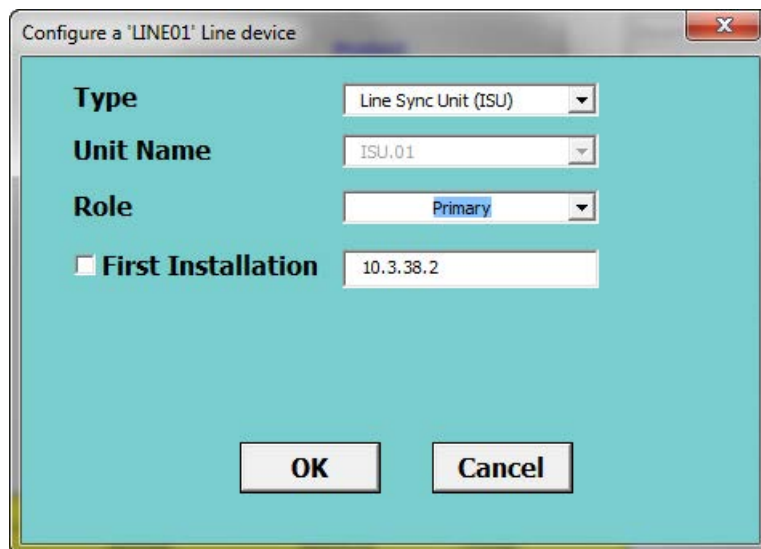 Configure a 'LINE01' Line device
Type Line Sync Unit (ISU)
Unit Name ISU.01
Role Primary
First Installation 10.3.38.2
OK Cancel